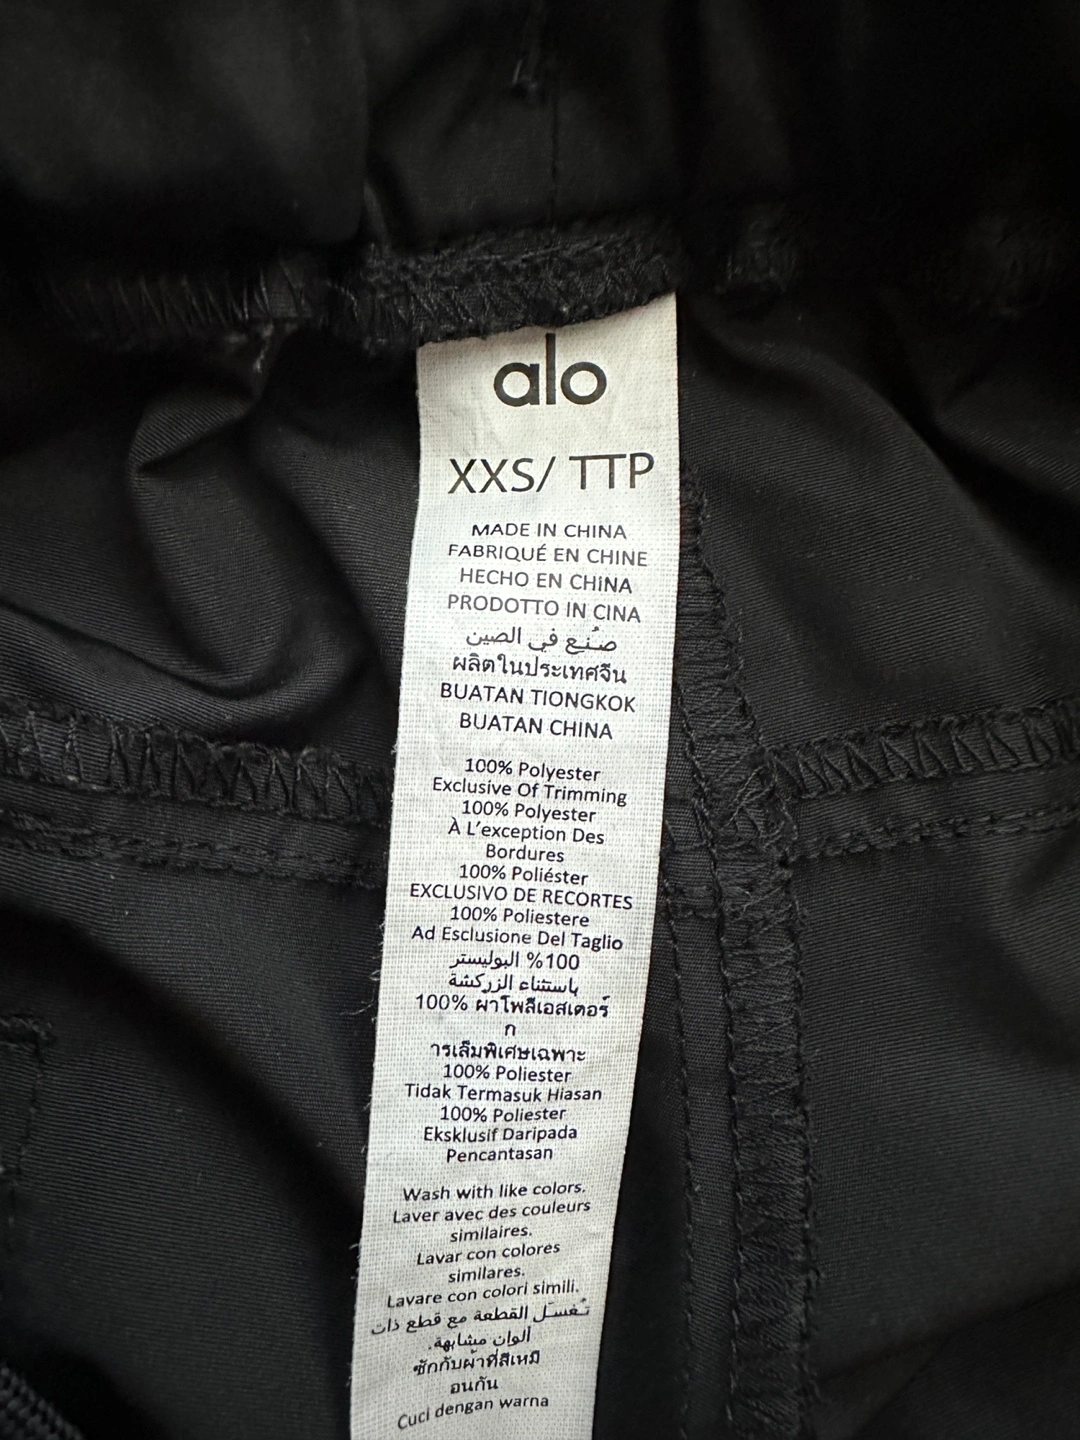 alo
XXS/ TTP
MADE IN CHINA
FABRIQUÉ EN CHINE
HECHO EN CHINA
PRODOTTO IN CINA
صُنع في الصين
ผลิตในประเทศจีน
BUATAN TIONGKOK
BUATAN CHINA
100% Polyester
Exclusive Of Trimming
100% Polyester
À L’exception Des
Bordures
100% Poliéster
EXCLUSIVO DE RECORTES
100% Poliestere
Ad Esclusione Del Taglio
100% البوليستر
باستثناء الزركشة
100% ผาโพลีเอสเตอร์
ก
ารเล็มพิเศษเฉพาะ
100% Poliester
Tidak Termasuk Hiasan
100% Poliester
Eksklusif Daripada
Pencantasan
Wash with like colors.
Laver avec des couleurs
similaires.
Lavar con colores
similares.
Lavare con colori simili.
تُغسَل القطعة مع قطع ذات
ألوان مشابهة.
ซักกับผ้าที่สีเหมื
อนกัน
Cuci dengan warna